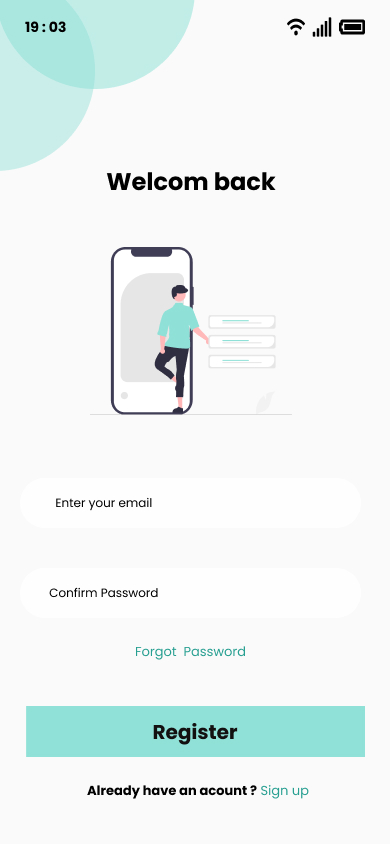 19 : 03
Welcom back
Enter your email
Confirm Password
Forgot Password
Register
Already have an acount ? Sign up